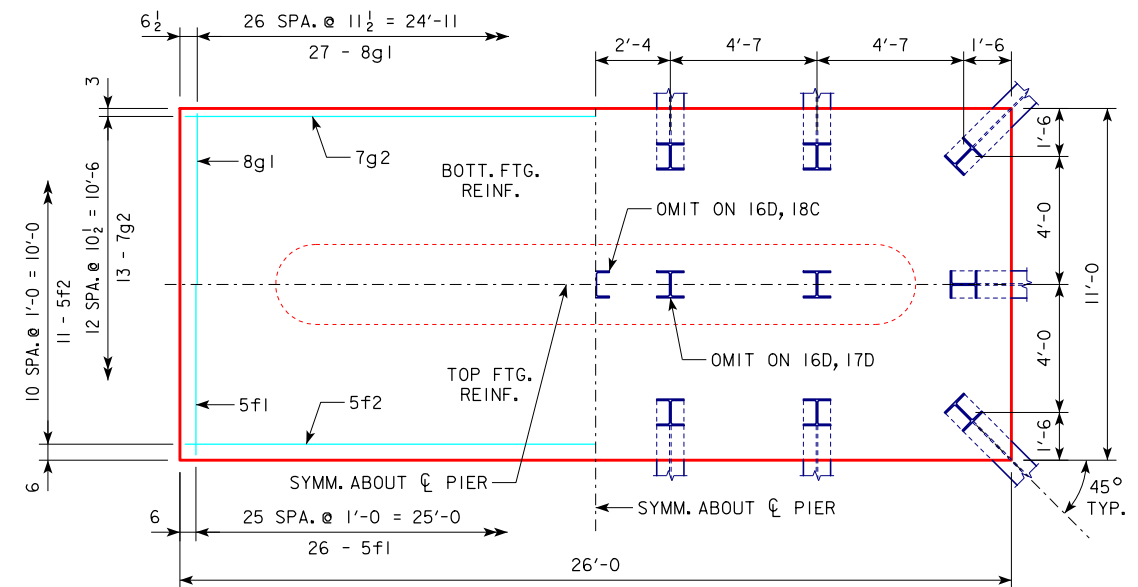 6½
26 SPA. @ 11½ = 24'-11
27 - 8g1
2'-4
4'-7
4'-7
1'-6
3
8g1
7g2
BOTT. FTG.
REINF.
1'-6
12 SPA. @ 10½ = 10'-6
13 - 7g2
10 SPA. @ 1'-0 = 10'-0
11 - 5f2
OMIT ON 16D, 18C
4'-0
11'-0
4'-0
OMIT ON 16D, 17D
TOP FTG.
REINF.
5f1
5f2
1'-6
6
SYMM. ABOUT ℄ PIER
SYMM. ABOUT ℄ PIER
45°
TYP.
6
25 SPA. @ 1'-0 = 25'-0
26 - 5f1
26'-0